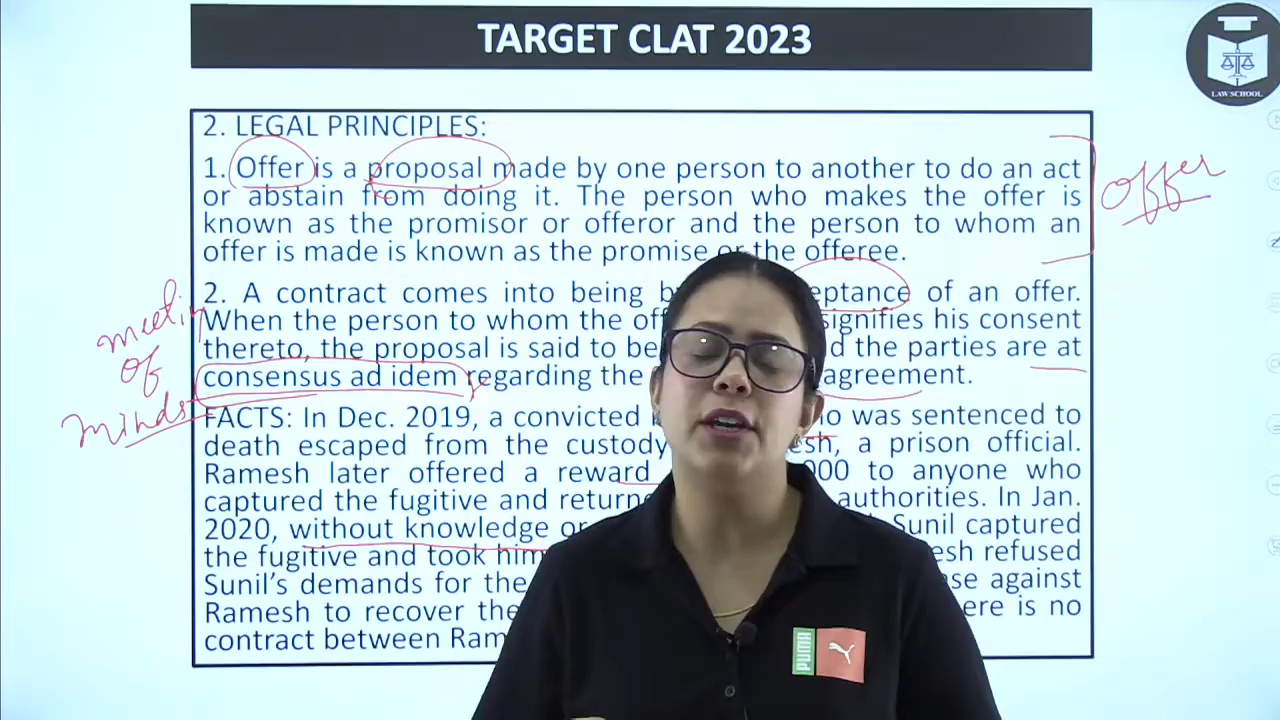 TARGET CLAT 2023
LAW SCHOOL
2. LEGAL PRINCIPLES:
1. Offer is a proposal made by one person to another to do an act
or abstain from doing it. The person who makes the offer is
known as the promisor or offeror and the person to whom an
offer is made is known as the promise or the offeree.
Offer
2. A contract comes into being of an offer.
When the person to whom the signifies his consent
thereto, the proposal is said to the parties are at
consensus ad idem regarding the agreement.
meeting
of
minds
FACTS: In Dec. 2019, a convicted was sentenced to
death escaped from the custody a prison official.
Ramesh later offered a reward 000 to anyone who
captured the fugitive and authorities. In Jan.
2020, without knowledge Sunil captured
the fugitive and took him refused
Sunil's demands for the against
Ramesh to recover is no
contract between
PUMA